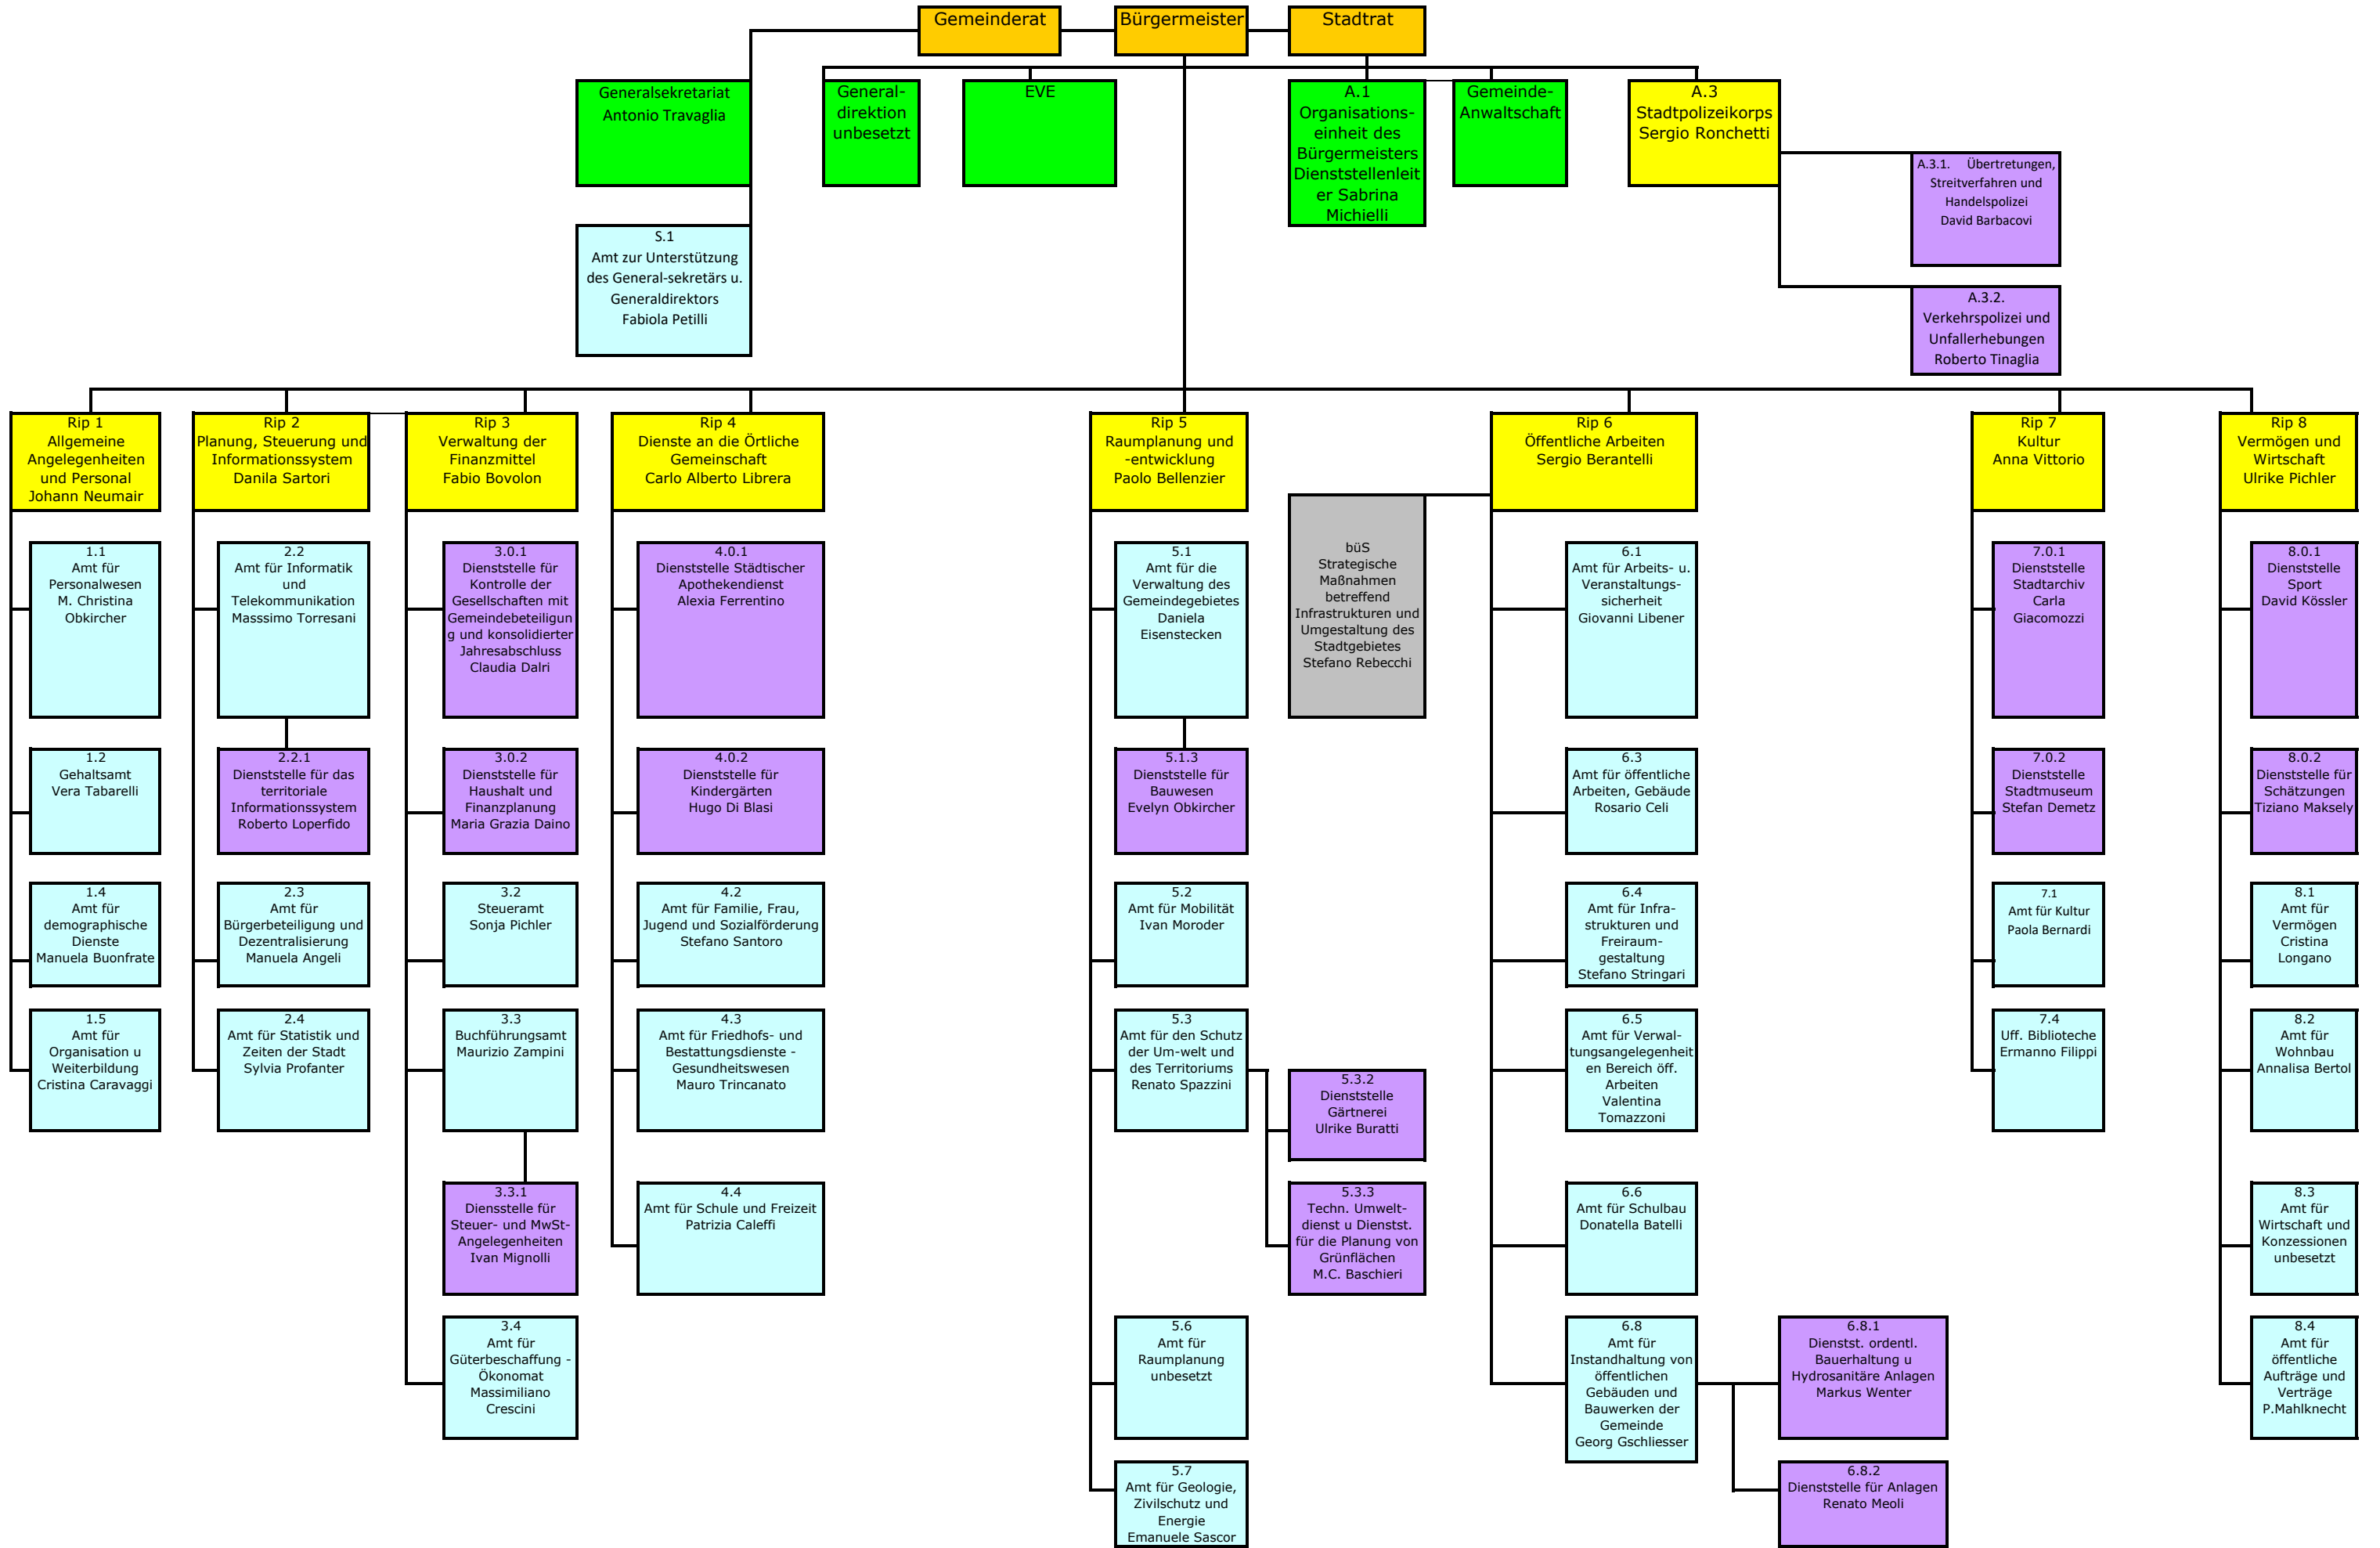 Gemeinderat
Bürgermeister
Stadtrat
Generalsekretariat
Antonio Travaglia
General-
direktion
unbesetzt
EVE
A.1
Organisations-
einheit des
Bürgermeisters
Dienststellenleit
er Sabrina
Michielli
Gemeinde-
Anwaltschaft
A.3
Stadtpolizeikorps
Sergio Ronchetti
A.3.1. Übertretungen,
Streitverfahren und
Handelspolizei
David Barbacovi
S.1
Amt zur Unterstützung
des General-sekretärs u.
Generaldirektors
Fabiola Petilli
A.3.2.
Verkehrspolizei und
Unfallerhebungen
Roberto Tinaglia
Rip 1
Allgemeine
Angelegenheiten
und Personal
Johann Neumair
Rip 2
Planung, Steuerung und
Informationssystem
Danila Sartori
Rip 3
Verwaltung der
Finanzmittel
Fabio Bovolon
Rip 4
Dienste an die Örtliche
Gemeinschaft
Carlo Alberto Librera
Rip 5
Raumplanung und
-entwicklung
Paolo Bellenzier
Rip 6
Öffentliche Arbeiten
Sergio Berantelli
Rip 7
Kultur
Anna Vittorio
Rip 8
Vermögen und
Wirtschaft
Ulrike Pichler
1.1
Amt für
Personalwesen
M. Christina
Obkircher
2.2
Amt für Informatik
und
Telekommunikation
Masssimo Torresani
3.0.1
Dienststelle für
Kontrolle der
Gesellschaften mit
Gemeindebeteiligun
g und konsolidierter
Jahresabschluss
Claudia Dalri
4.0.1
Dienststelle Städtischer
Apothekendienst
Alexia Ferrentino
5.1
Amt für die
Verwaltung des
Gemeindegebietes
Daniela
Eisenstecken
büS
Strategische
Maßnahmen
betreffend
Infrastrukturen und
Umgestaltung des
Stadtgebietes
Stefano Rebecchi
6.1
Amt für Arbeits- u.
Veranstaltungs-
sicherheit
Giovanni Libener
7.0.1
Dienststelle
Stadtarchiv
Carla
Giacomozzi
8.0.1
Dienststelle
Sport
David Kössler
1.2
Gehaltsamt
Vera Tabarelli
2.2.1
Dienststelle für das
territoriale
Informationssystem
Roberto Loperfido
3.0.2
Dienststelle für
Haushalt und
Finanzplanung
Maria Grazia Daino
4.0.2
Dienststelle für
Kindergärten
Hugo Di Blasi
5.1.3
Dienststelle für
Bauwesen
Evelyn Obkircher
6.3
Amt für öffentliche
Arbeiten, Gebäude
Rosario Celi
7.0.2
Dienststelle
Stadtmuseum
Stefan Demetz
8.0.2
Dienststelle für
Schätzungen
Tiziano Maksely
1.4
Amt für
demographische
Dienste
Manuela Buonfrate
2.3
Amt für
Bürgerbeteiligung und
Dezentralisierung
Manuela Angeli
3.2
Steueramt
Sonja Pichler
4.2
Amt für Familie, Frau,
Jugend und Sozialförderung
Stefano Santoro
5.2
Amt für Mobilität
Ivan Moroder
6.4
Amt für Infra-
strukturen und
Freiraum-
gestaltung
Stefano Stringari
7.1
Amt für Kultur
Paola Bernardi
8.1
Amt für
Vermögen
Cristina
Longano
1.5
Amt für
Organisation u
Weiterbildung
Cristina Caravaggi
2.4
Amt für Statistik und
Zeiten der Stadt
Sylvia Profanter
3.3
Buchführungsamt
Maurizio Zampini
4.3
Amt für Friedhofs- und
Bestattungsdienste -
Gesundheitswesen
Mauro Trincanato
5.3
Amt für den Schutz
der Um-welt und
des Territoriums
Renato Spazzini
5.3.2
Dienststelle
Gärtnerei
Ulrike Buratti
6.5
Amt für Verwal-
tungsangelegenheit
en Bereich öff.
Arbeiten
Valentina
Tomazzoni
7.4
Uff. Biblioteche
Ermanno Filippi
8.2
Amt für
Wohnbau
Annalisa Bertol
3.3.1
Diensstelle für
Steuer- und MwSt-
Angelegenheiten
Ivan Mignolli
4.4
Amt für Schule und Freizeit
Patrizia Caleffi
5.3.3
Techn. Umwelt-
dienst u Dienstst.
für die Planung von
Grünflächen
M.C. Baschieri
6.6
Amt für Schulbau
Donatella Batelli
8.3
Amt für
Wirtschaft und
Konzessionen
unbesetzt
3.4
Amt für
Güterbeschaffung -
Ökonomat
Massimiliano
Crescini
5.6
Amt für
Raumplanung
unbesetzt
6.8
Amt für
Instandhaltung von
öffentlichen
Gebäuden und
Bauwerken der
Gemeinde
Georg Gschliesser
6.8.1
Dienstst. ordentl.
Bauerhaltung u
Hydrosanitäre Anlagen
Markus Wenter
8.4
Amt für
öffentliche
Aufträge und
Verträge
P.Mahlknecht
5.7
Amt für Geologie,
Zivilschutz und
Energie
Emanuele Sascor
6.8.2
Dienststelle für Anlagen
Renato Meoli